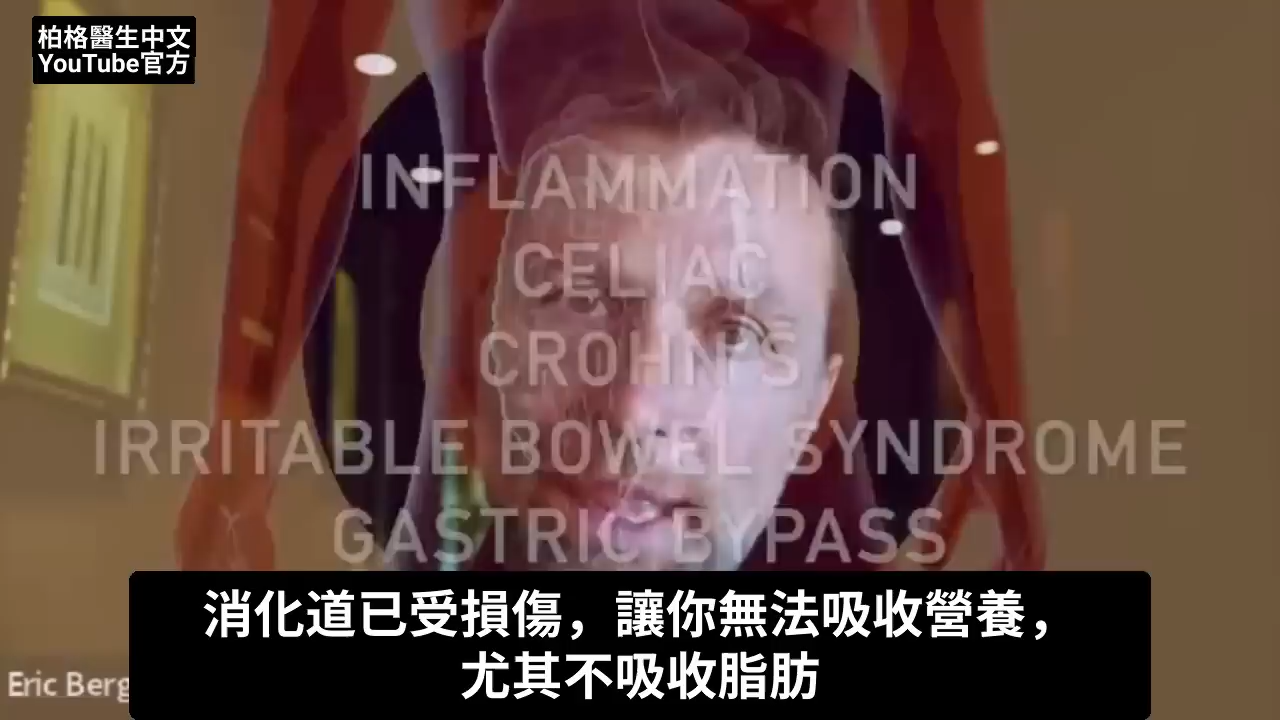 柏格醫生中文
YouTube官方
INFLAMMATION
CELIAC
CROHN'S
IRRITABLE BOWEL SYNDROME
GASTRIC BYPASS
消化道已受損傷，讓你無法吸收營養，
尤其不吸收脂肪
Eric Berg